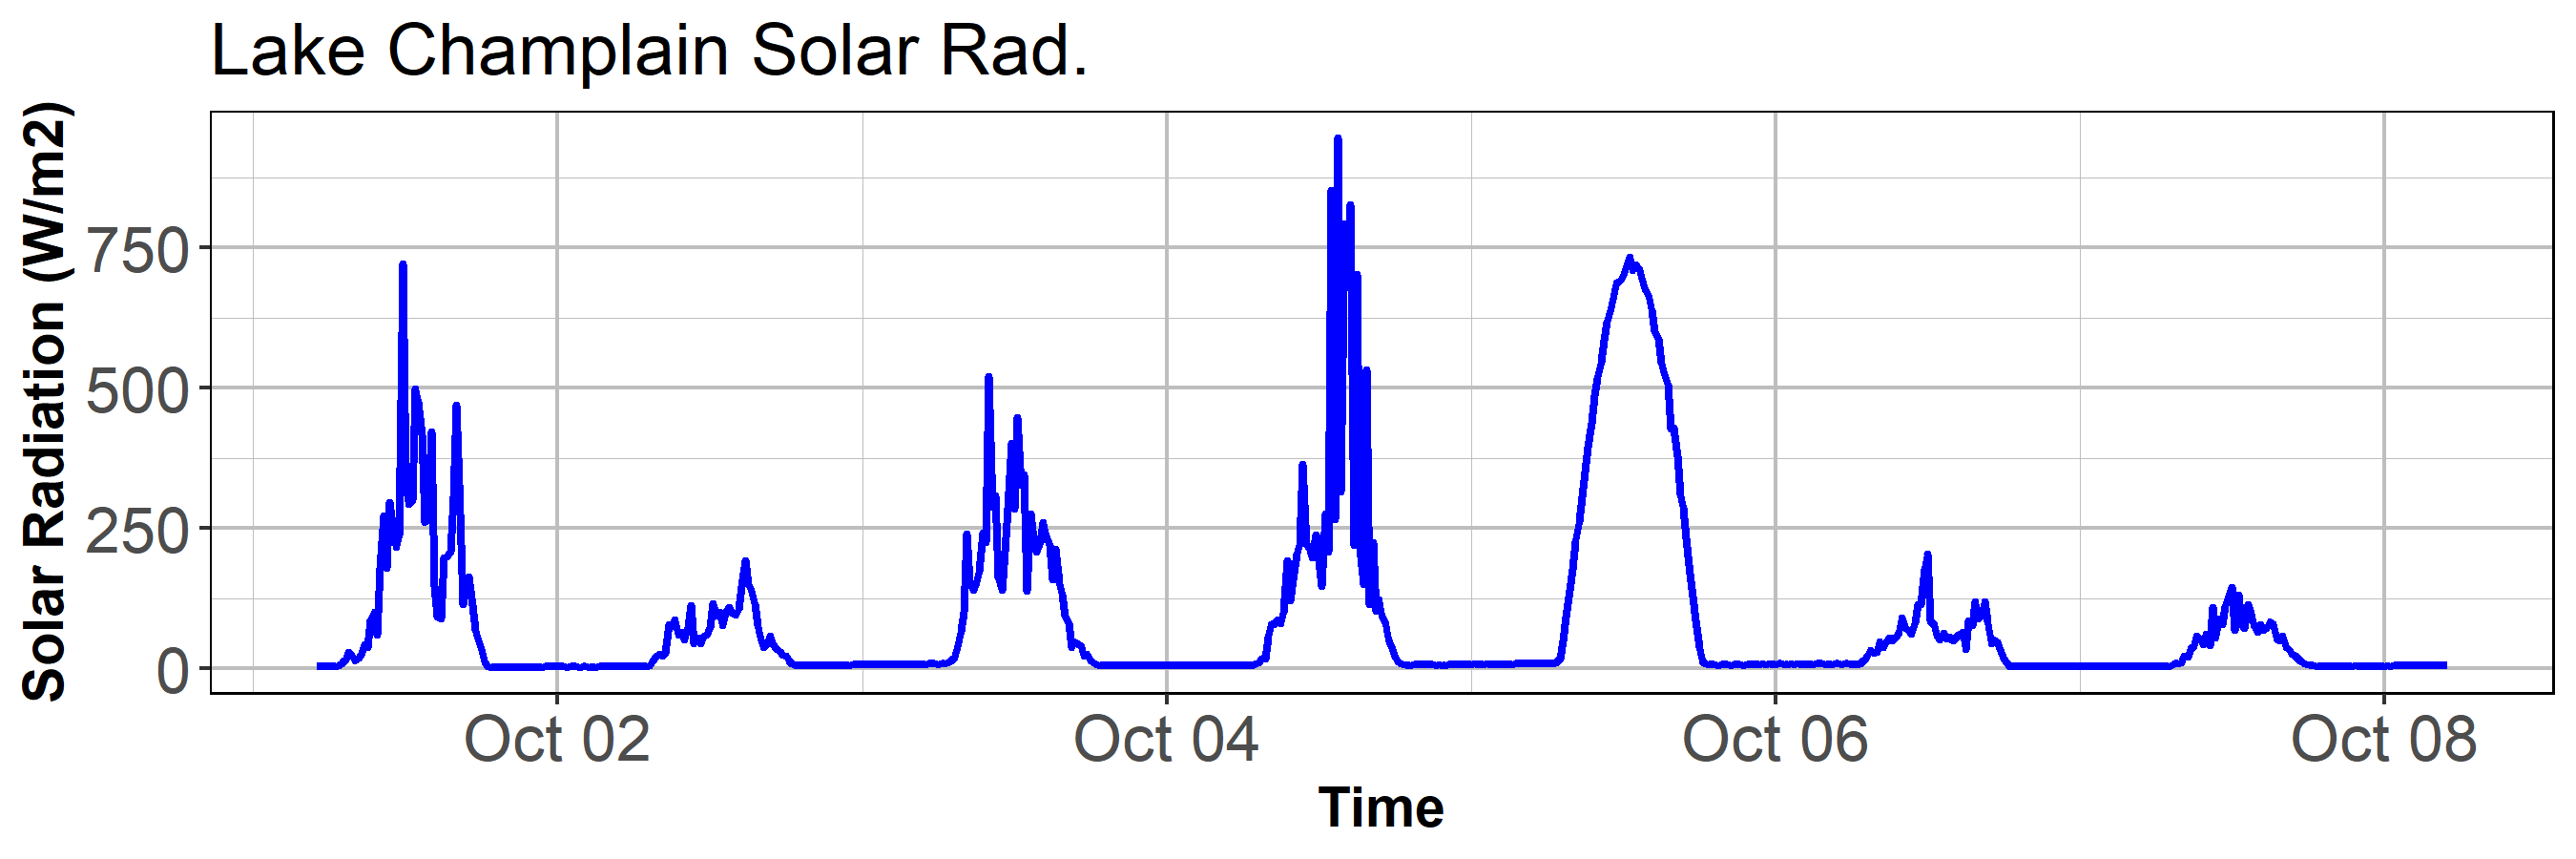 Lake Champlain Solar Rad.
Solar Radiation (W/m2)
750
500
250
0
Oct 02 Oct 04 Oct 06 Oct 08
Time